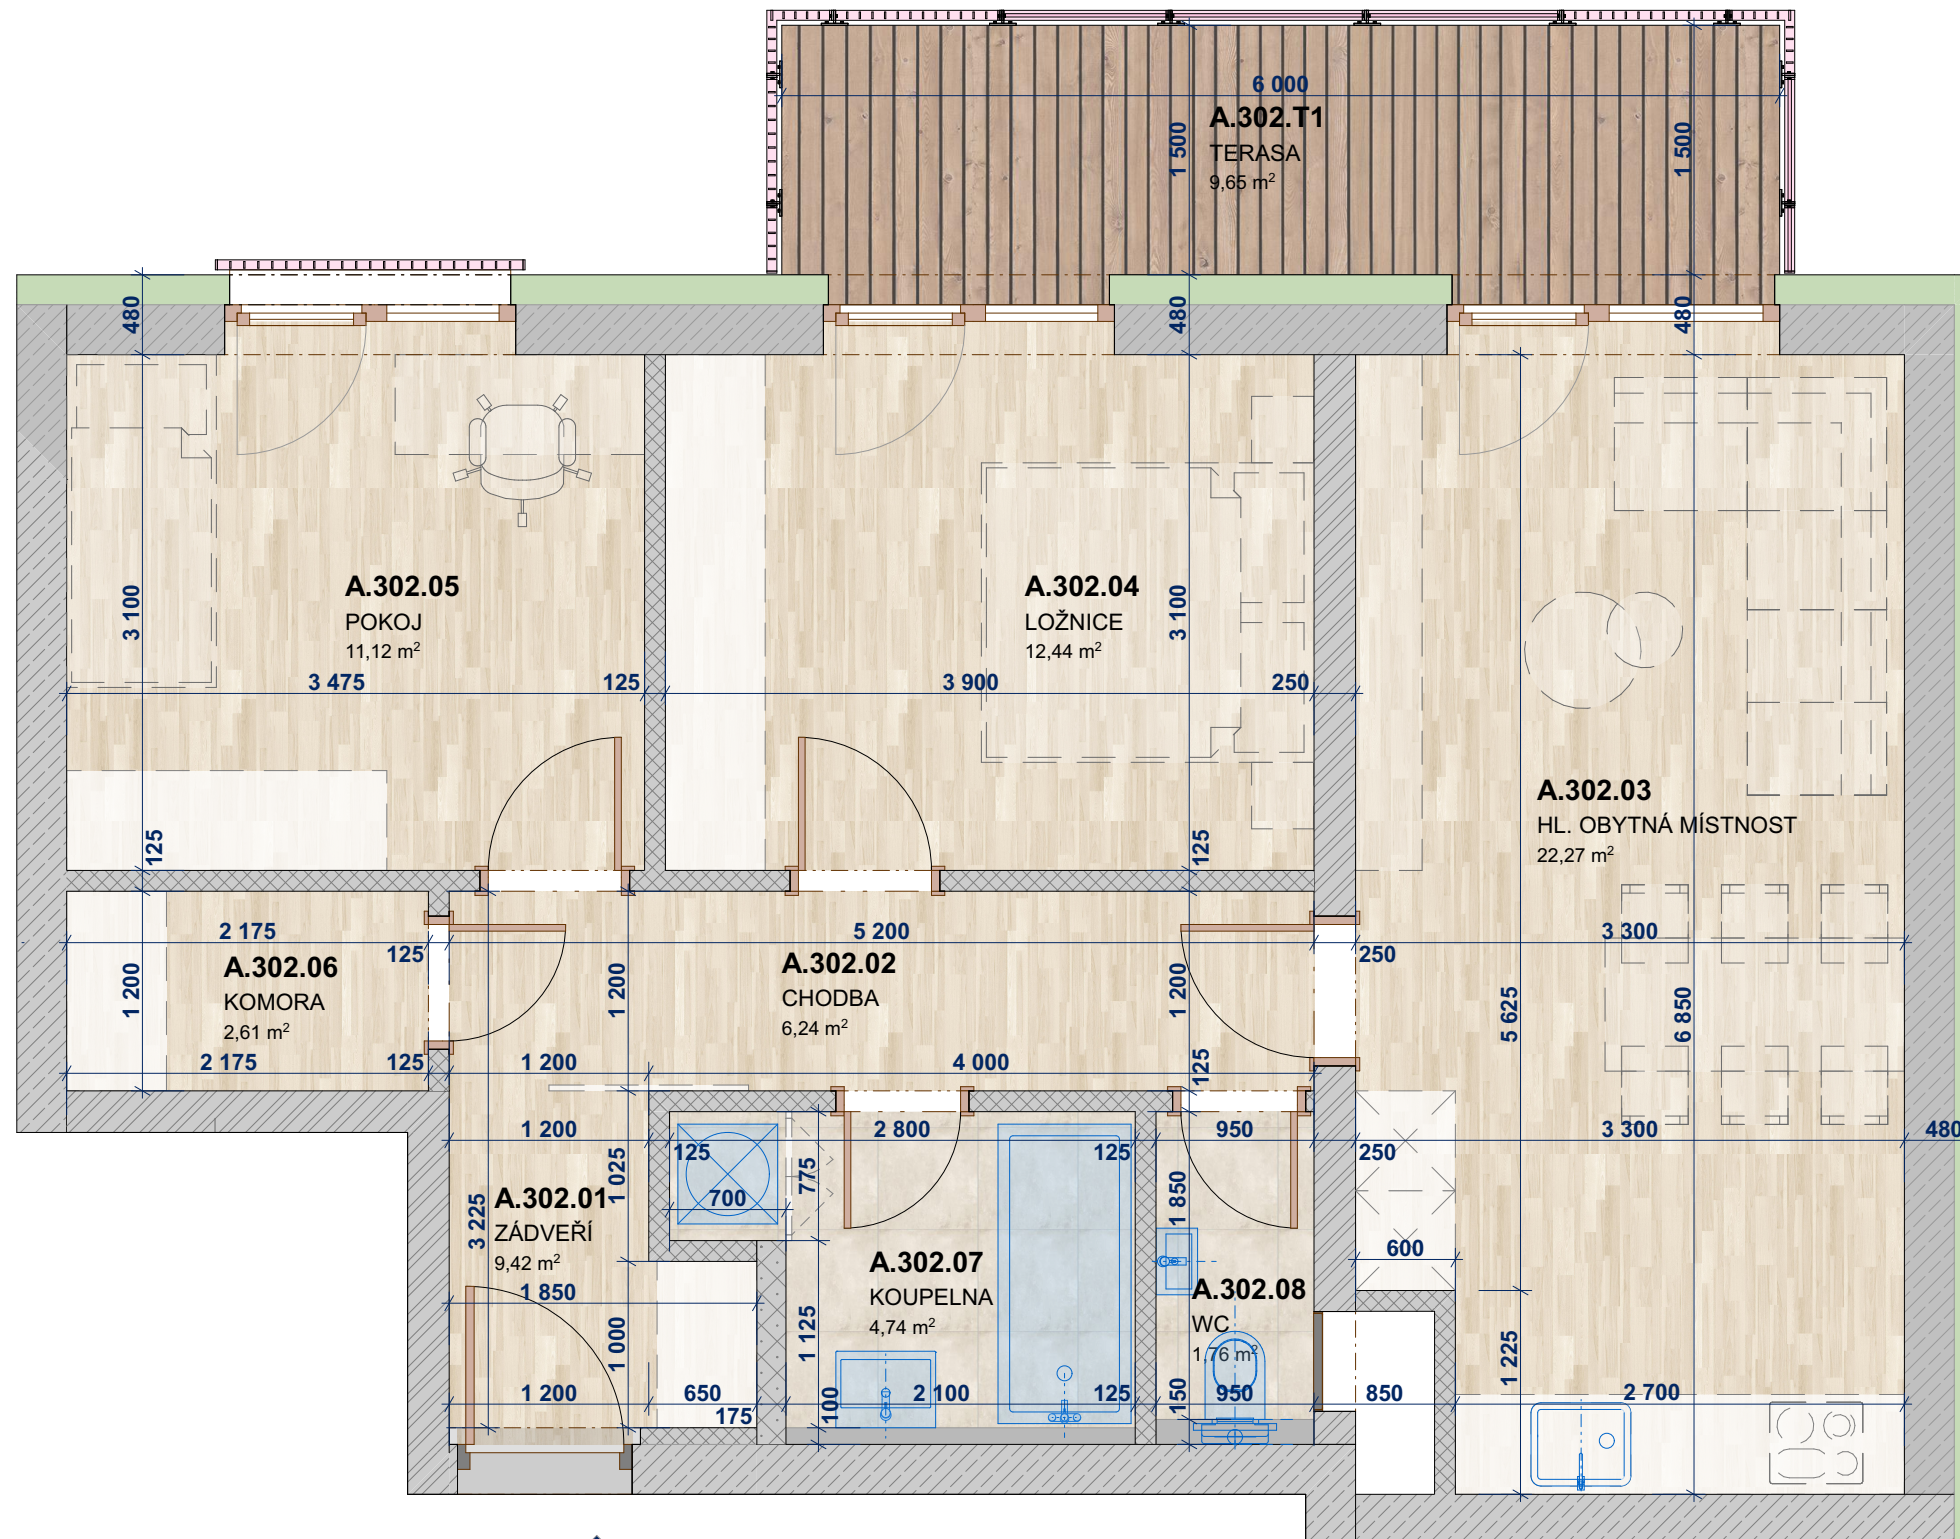 6 000
A.302.T1
TERASA
9,65 m²
1 500
1 500
480
480
480
A.302.05
POKOJ
11,12 m²
3 100
3 475
125
A.302.04
LOŽNICE
12,44 m²
3 100
3 900
250
A.302.03
HL. OBYTNÁ MÍSTNOST
22,27 m²
125
125
2 175
125
5 200
250
3 300
A.302.06
KOMORA
2,61 m²
1 200
1 200
A.302.02
CHODBA
6,24 m²
1 200
5 625
6 850
2 175
125
1 200
4 000
125
1 200
125
2 800
125
950
250
3 300
480
1 025
700
775
1 850
3 225
A.302.01
ZÁDVEŘÍ
9,42 m²
1 850
A.302.07
KOUPELNA
4,74 m²
A.302.08
WC
1,76 m²
600
1 000
1 125
1 225
1 200
650
175
100
2 100
125
150
950
850
2 700